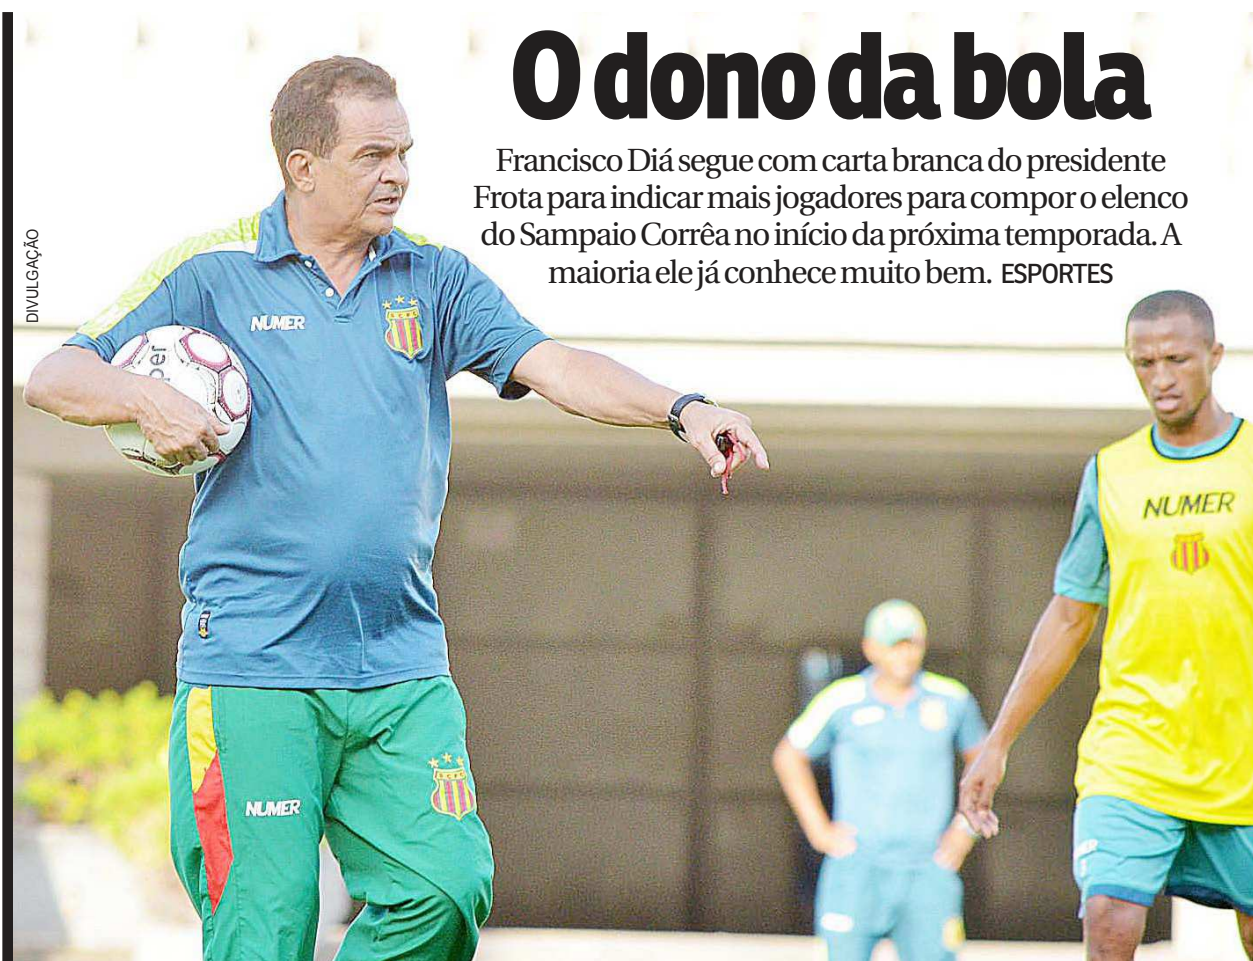 O dono da bola
Francisco Diá segue com carta branca do presidente
Frota para indicar mais jogadores para compor o elenco
do Sampaio Corrêa no início da próxima temporada. A
maioria ele já conhece muito bem. ESPORTES
DIVULGAÇÃO
NUMER
S C F C
per
NUMER
NUMER